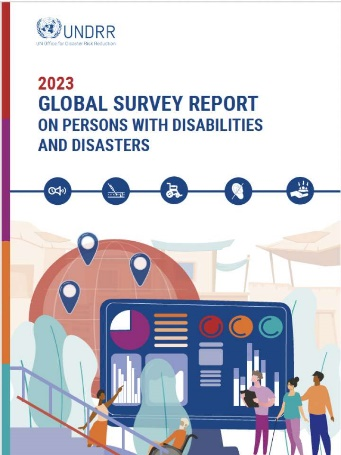 UNDRR
UN Office for Disaster Risk Reduction
2023
GLOBAL SURVEY REPORT
ON PERSONS WITH DISABILITIES
AND DISASTERS